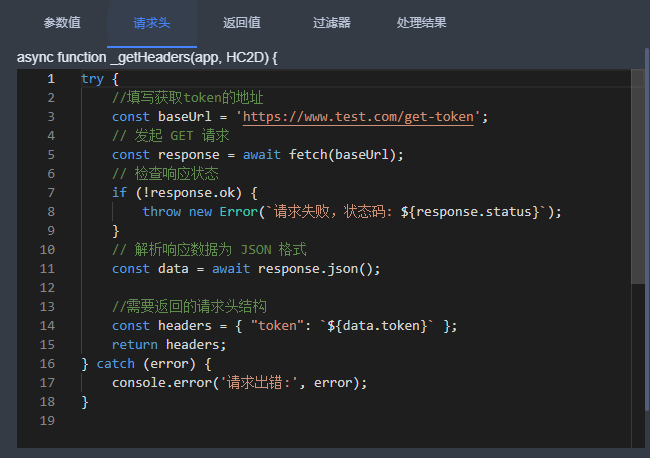 参数值 请求头 返回值 过滤器 处理结果
async function _getHeaders(app, HC2D) {
1 try {
2 //填写获取token的地址
3 const baseUrl = 'https://www.test.com/get-token';
4 // 发起 GET 请求
5 const response = await fetch(baseUrl);
6 // 检查响应状态
7 if (!response.ok) {
8 throw new Error(`请求失败，状态码: ${response.status}`);
9 }
10 // 解析响应数据为 JSON 格式
11 const data = await response.json();
12
13 //需要返回的请求头结构
14 const headers = { "token": `${data.token}` };
15 return headers;
16 } catch (error) {
17 console.error('请求出错:', error);
18 }
19